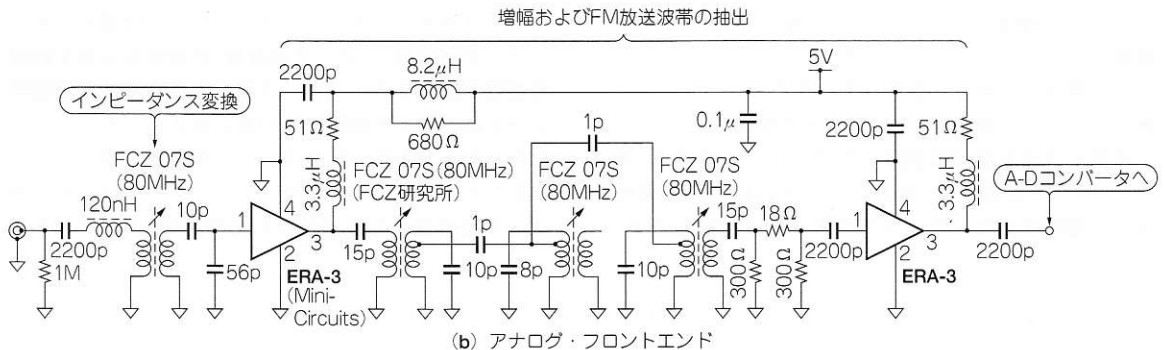 増幅およびFM放送波帯の抽出
5V
2200p
8.2μH
インピーダンス変換
51Ω
680Ω
0.1μ
2200p
51Ω
1p
3.3μH
3.3μH
FCZ 07S
(80MHz)
FCZ 07S(80MHz)
(FCZ研究所)
FCZ 07S
(80MHz)
FCZ 07S
(80MHz)
A-Dコンバータへ
120nH
10p
1
4
3
2
1p
15p
18Ω
1
4
3
2
2200p
1M
56p
ERA-3
(Mini-
Circuits)
15p
10p
8p
10p
300Ω
300Ω
2200p
ERA-3
2200p
(b) アナログ・フロントエンド